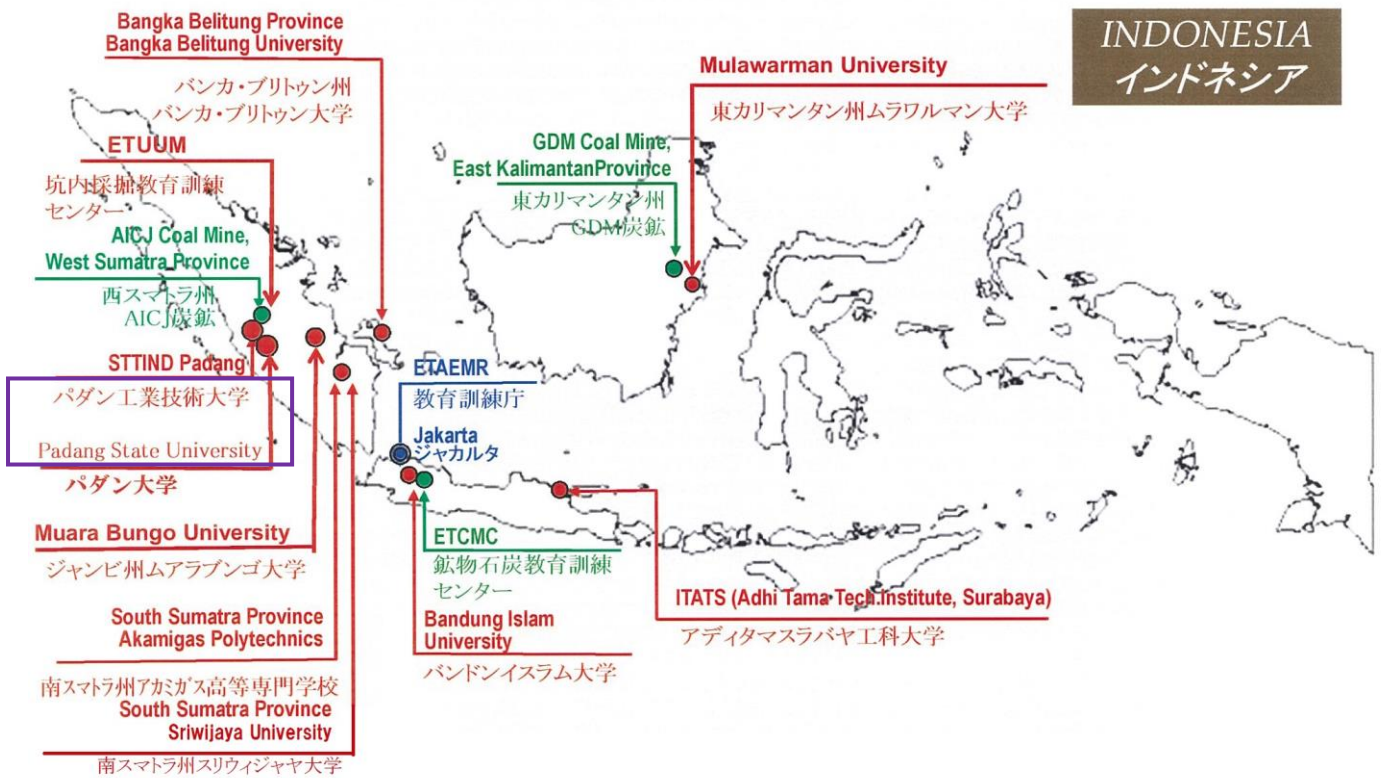 INDONESIA
インドネシア
Bangka Belitung Province
Bangka Belitung University
バンカ・ブリトゥン州
バンカ・ブリトゥン大学
Mulawarman University
東カリマンタン州ムラワルマン大学
ETUUM
坑内採掘教育訓練
センター
GDM Coal Mine,
East KalimantanProvince
東カリマンタン州
GDM炭鉱
AICJ Coal Mine,
West Sumatra Province
西スマトラ州
AICJ炭鉱
STTIND Padang
パダン工業技術大学
Padang State University
パダン大学
ETAEMR
教育訓練庁
Jakarta
ジャカルタ
Muara Bungo University
ジャンビ州ムアラブンゴ大学
ETCMC
鉱物石炭教育訓練
センター
South Sumatra Province
Akamigas Polytechnics
南スマトラ州アカミガス高等専門学校
South Sumatra Province
Sriwijaya University
南スマトラ州スリウィジャヤ大学
Bandung Islam
University
バンドンイスラム大学
ITATS (Adhi Tama Tech.Institute, Surabaya)
アディタマスラバヤ工科大学